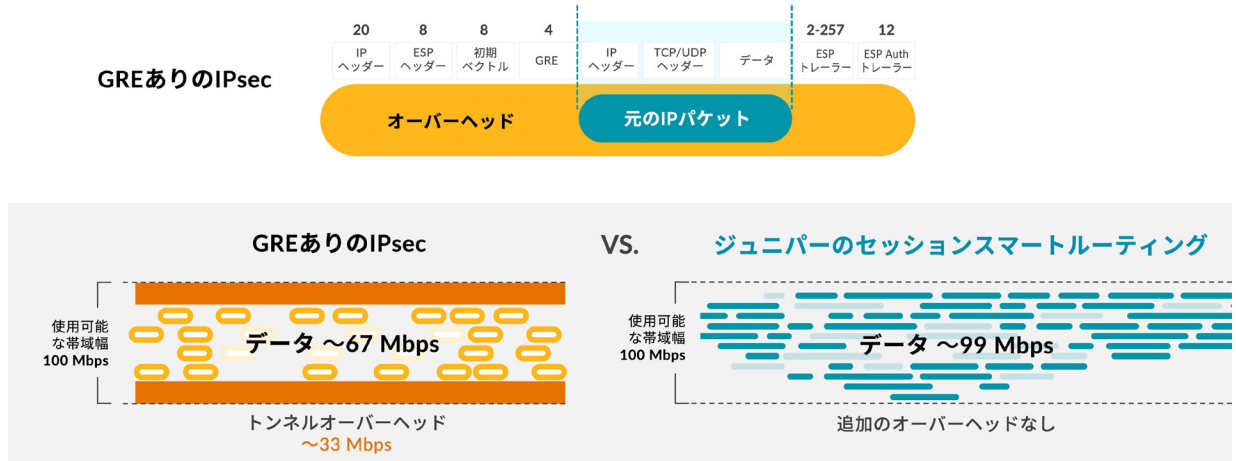 20
8
8
4
2-257
12
IP
ヘッダー
ESP
ヘッダー
初期
ベクトル
GRE
IP
ヘッダー
TCP/UDP
ヘッダー
データ
ESP
トレーラー
ESP Auth
トレーラー
GREありのIPsec
オーバーヘッド
元のIPパケット
GREありのIPsec
VS.
ジュニパーのセッションスマートルーティング
使用可能
な帯域幅
100 Mbps
データ ～67 Mbps
トンネルオーバーヘッド
～33 Mbps
使用可能
な帯域幅
100 Mbps
データ ～99 Mbps
追加のオーバーヘッドなし